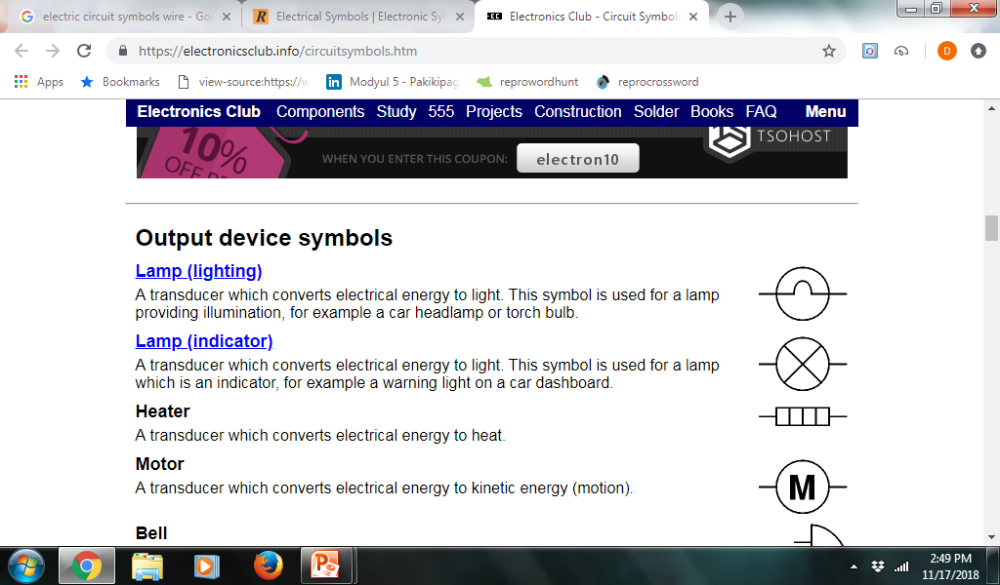 electric circuit symbols wire - Go
Electrical Symbols | Electronic Sy
Electronics Club - Circuit Symbols
https://electronicsclub.info/circuitsymbols.htm
D
Apps
Bookmarks
view-source:https://w
in
Modyul 5 - Pakikipag
reprowordhunt
reprocrossword
Electronics Club Components Study 555 Projects Construction Solder Books FAQ Menu
10%
WHEN YOU ENTER THIS COUPON:
electron10
TSOHOST
Output device symbols
Lamp (lighting)
A transducer which converts electrical energy to light. This symbol is used for a lamp
providing illumination, for example a car headlamp or torch bulb.
Lamp (indicator)
A transducer which converts electrical energy to light. This symbol is used for a lamp
which is an indicator, for example a warning light on a car dashboard.
Heater
A transducer which converts electrical energy to heat.
Motor
A transducer which converts electrical energy to kinetic energy (motion).
M
Bell
2:49 PM
11/17/2018